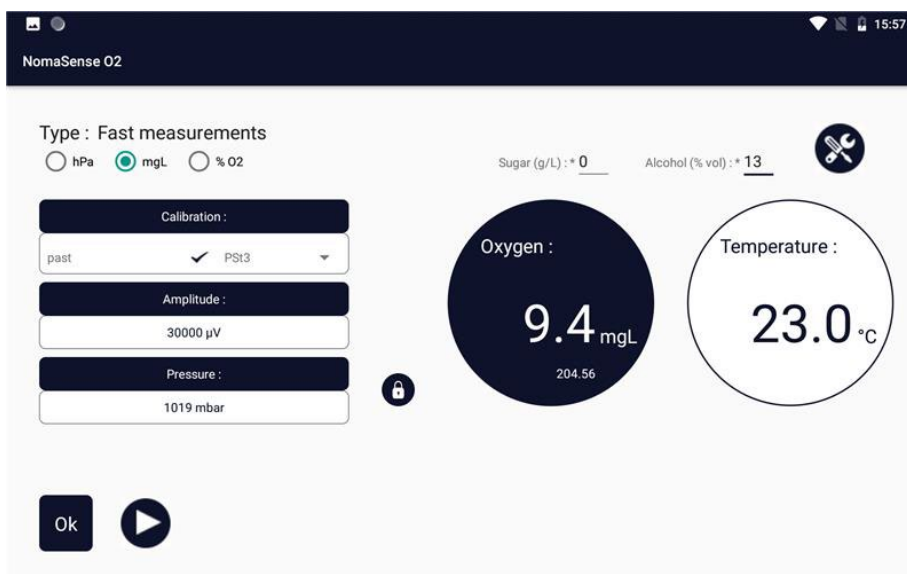 15:57
NomaSense O2
Type : Fast measurements
hPa mgL % O2
Sugar (g/L) : * 0 Alcohol (% vol) : * 13
Calibration :
past PSt3
Amplitude :
30000 µV
Pressure :
1019 mbar
Oxygen :
9.4 mgL
204.56
Temperature :
23.0 °C
Ok